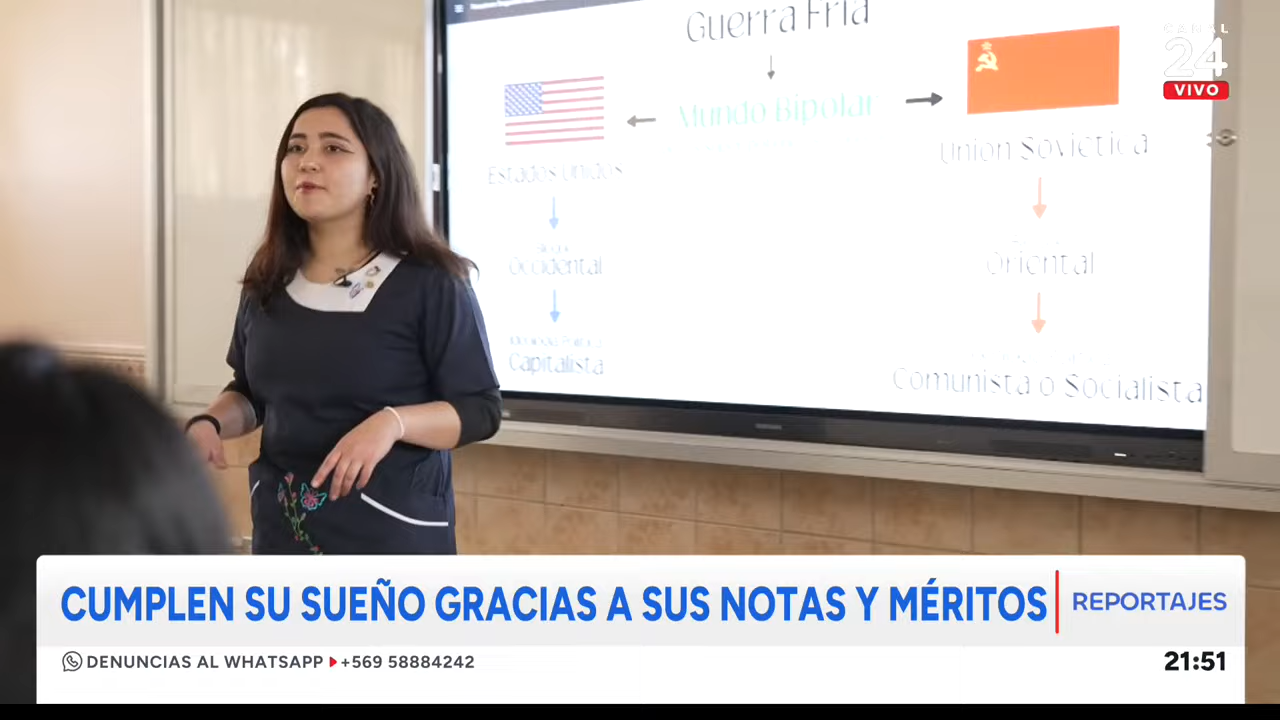 Guerra Fría
CANAL
24
VIVO
Mundo Bipolar
Estados Unidos
Unión Soviética
Occidental
Oriental
Capitalista
Comunista o Socialista
CUMPLEN SU SUEÑO GRACIAS A SUS NOTAS Y MÉRITOS
REPORTAJES
DENUNCIAS AL WHATSAPP +569 58884242
21:51